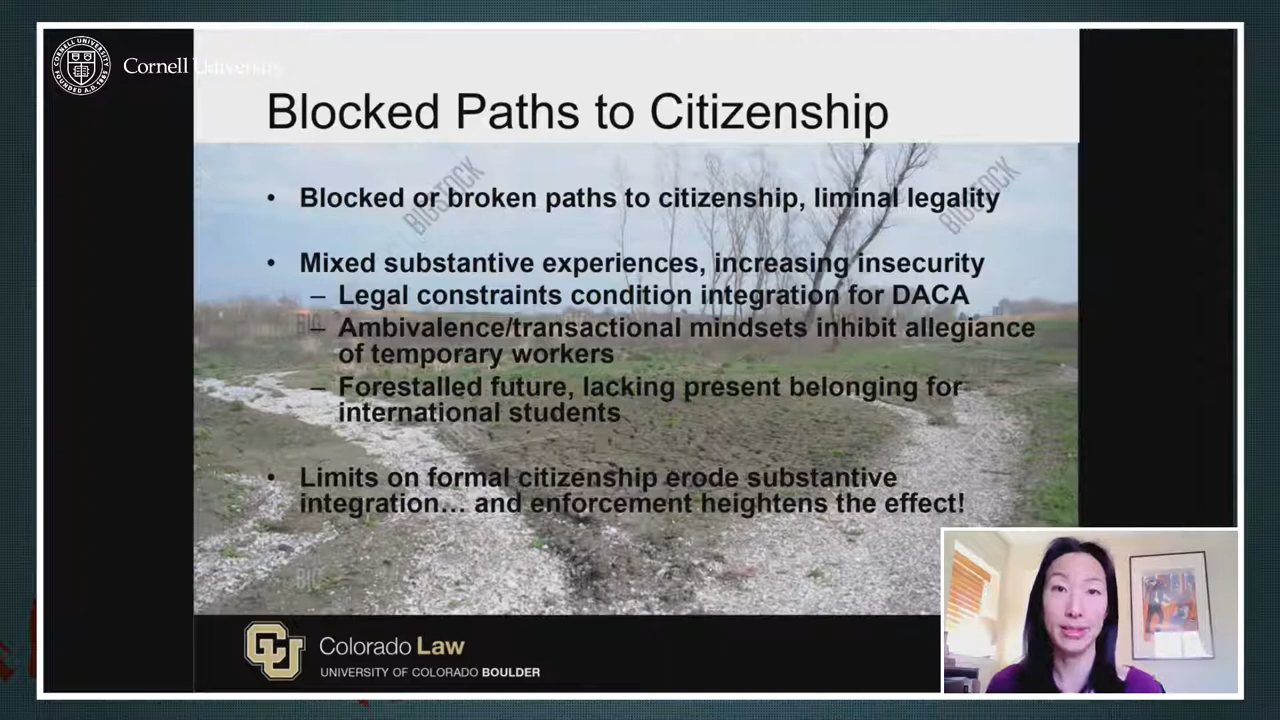 Cornell University
Blocked Paths to Citizenship
• Blocked or broken paths to citizenship, liminal legality
• Mixed substantive experiences, increasing insecurity
– Legal constraints condition integration for DACA
– Ambivalence/transactional mindsets inhibit allegiance
of temporary workers
– Forestalled future, lacking present belonging for
international students
• Limits on formal citizenship erode substantive
integration… and enforcement heightens the effect!
BIGSTOCK
BIGSTOCK
CU
Colorado Law
UNIVERSITY OF COLORADO BOULDER